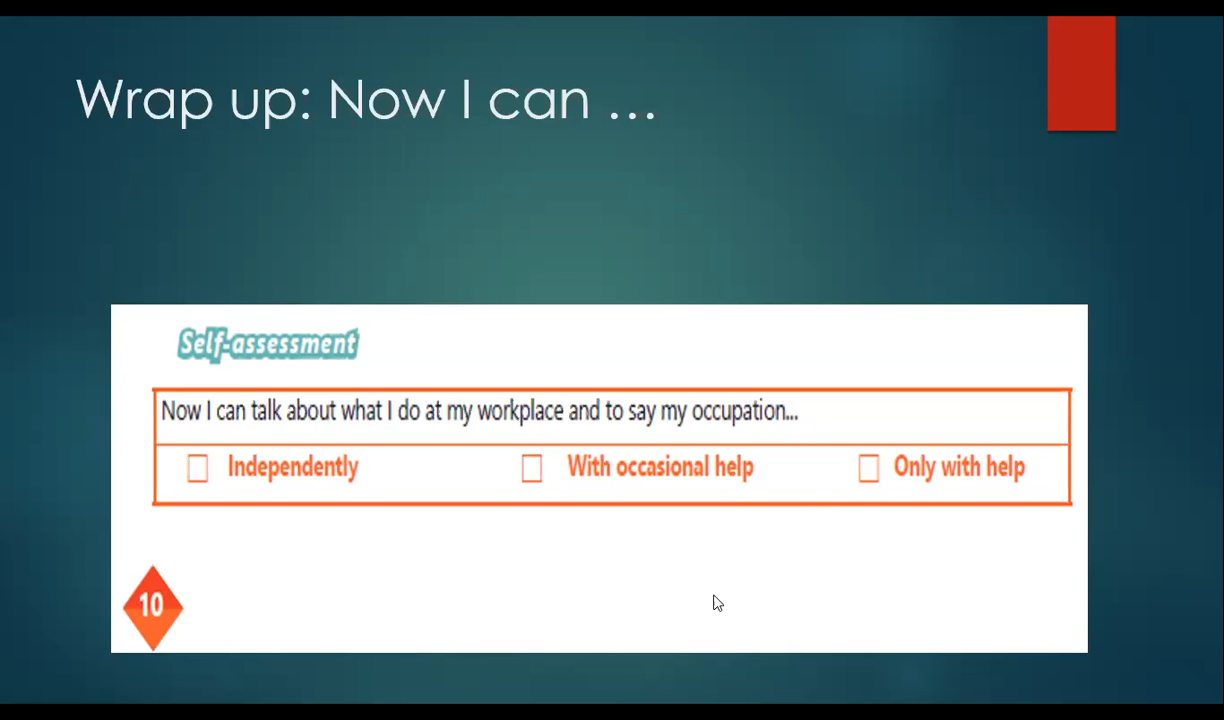 Wrap up: Now I can ...
Self-assessment
Now I can talk about what I do at my workplace and to say my occupation...
Independently With occasional help Only with help
10